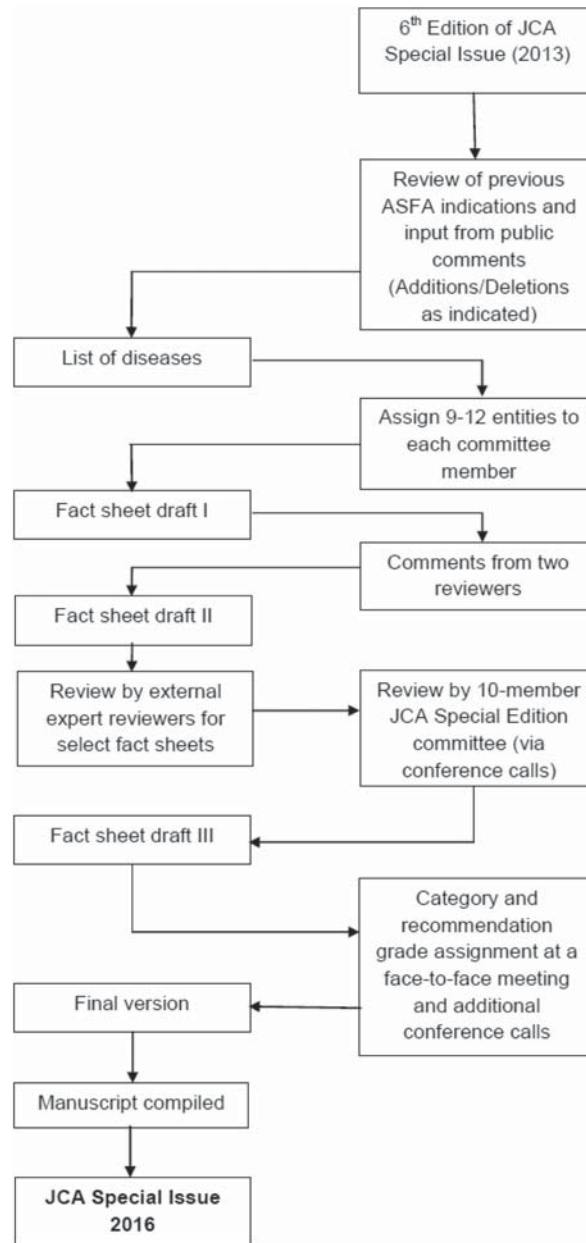 6th Edition of JCA
Special Issue (2013)
Review of previous
ASFA indications and
input from public
comments
(Additions/Deletions
as indicated)
List of diseases
Assign 9-12 entities to
each committee
member
Fact sheet draft I
Comments from two
reviewers
Fact sheet draft II
Review by external
expert reviewers for
select fact sheets
Review by 10-member
JCA Special Edition
committee (via
conference calls)
Fact sheet draft III
Category and
recommendation
grade assignment at a
face-to-face meeting
and additional
conference calls
Final version
Manuscript compiled
JCA Special Issue
2016